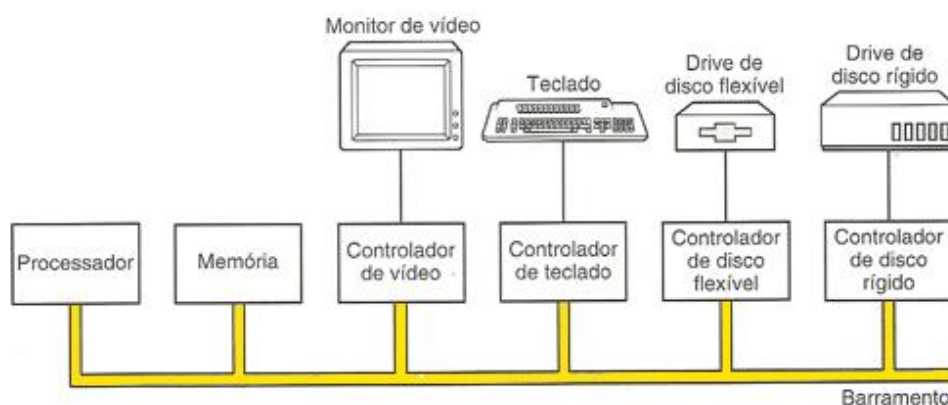 Monitor de vídeo
Teclado
Drive de
disco flexível
Drive de
disco rígido
Processador
Memória
Controlador
de vídeo
Controlador
de teclado
Controlador
de disco
flexível
Controlador
de disco
rígido
Barramento